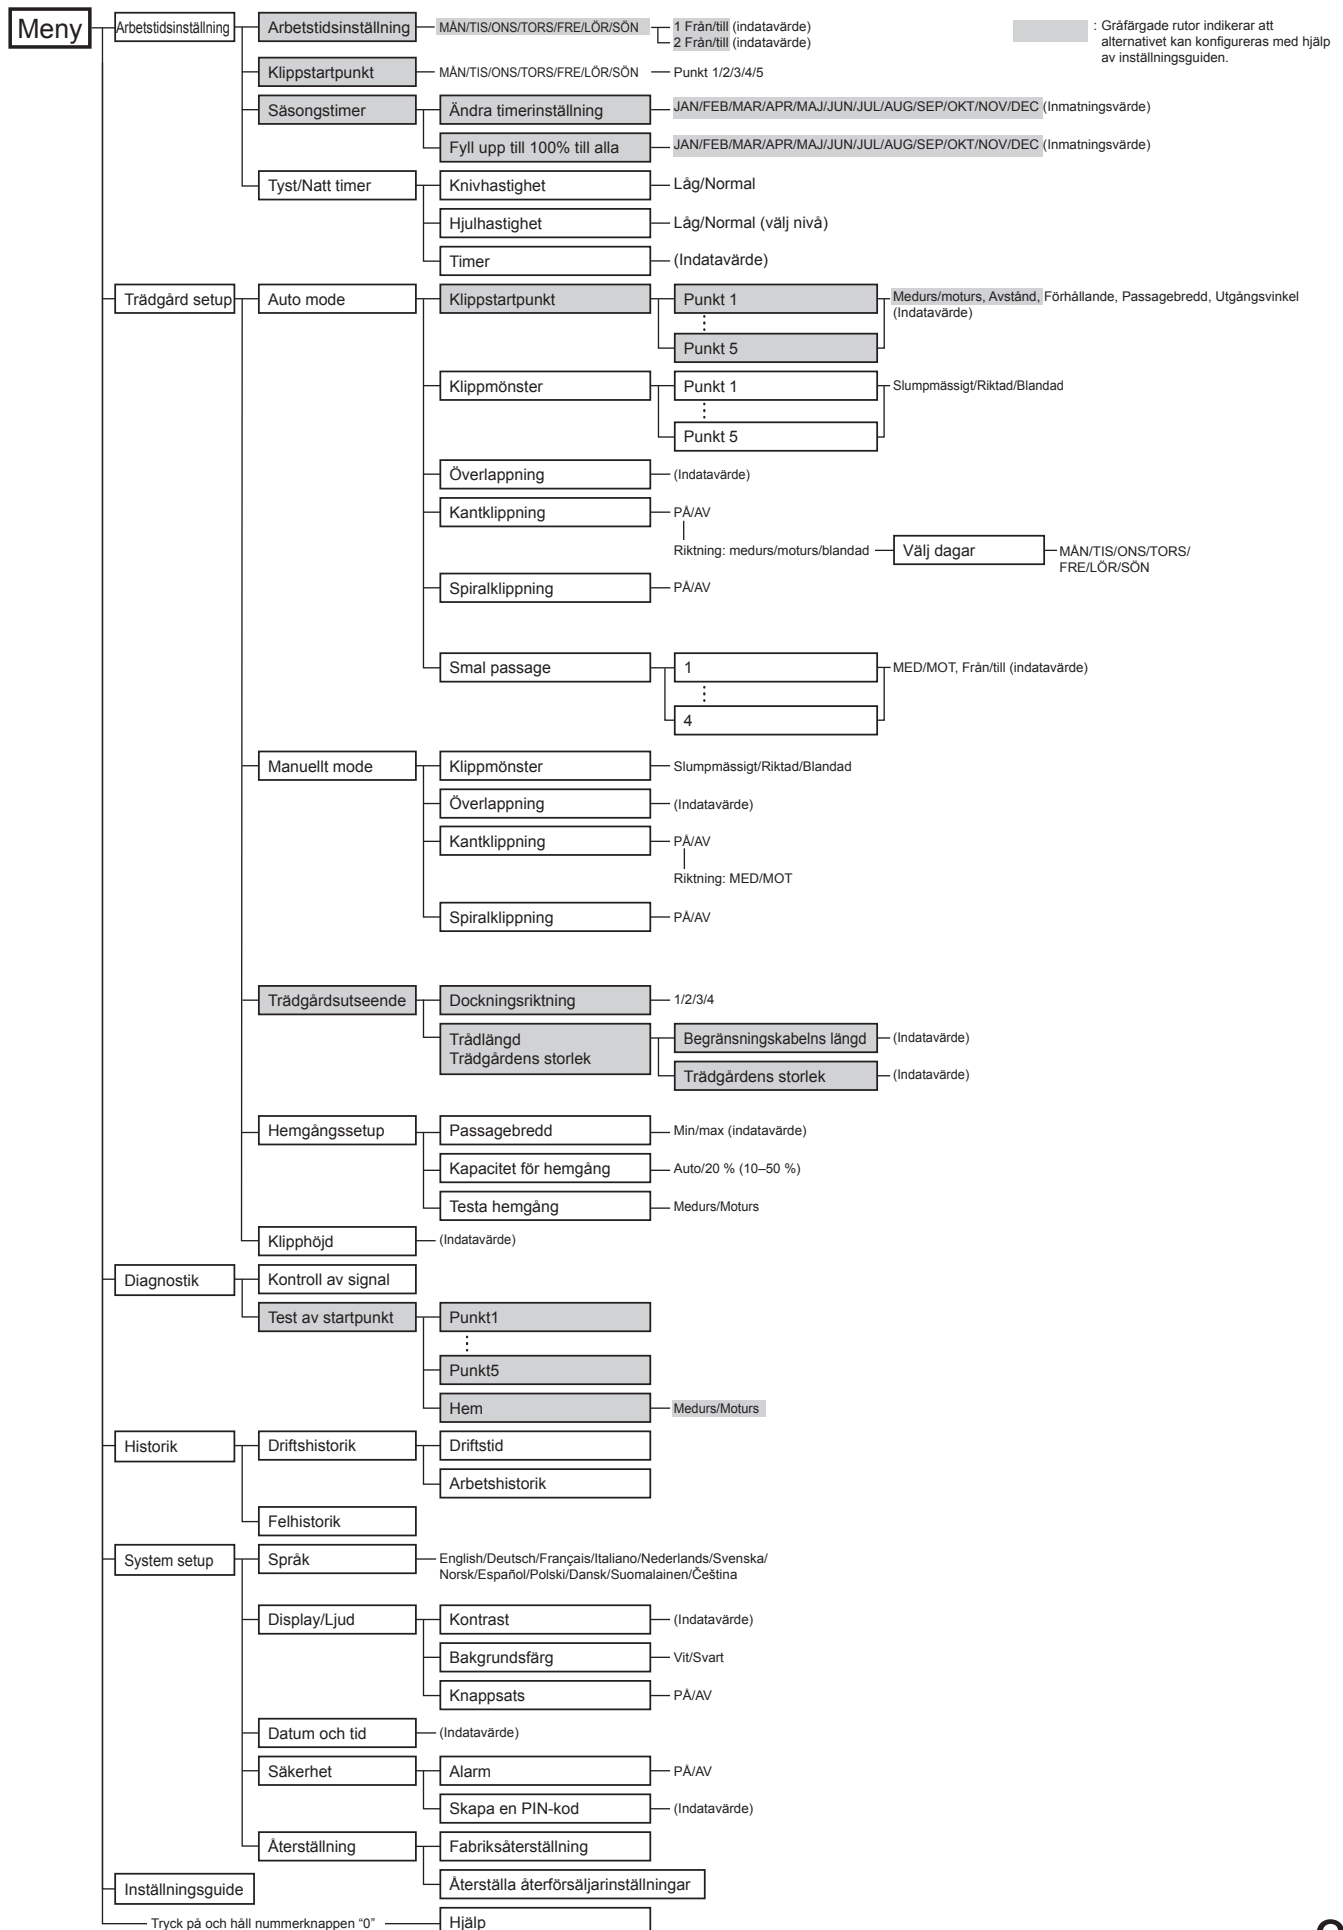 Meny
Arbetstidsinställning
Arbetstidsinställning
MÅN/TIS/ONS/TORS/FRE/LÖR/SÖN
1 Från/till (indatavärde)
2 Från/till (indatavärde)
: Gråfärgade rutor indikerar att
alternativet kan konfigureras med hjälp
av inställningsguiden.
Klippstartpunkt
MÅN/TIS/ONS/TORS/FRE/LÖR/SÖN
Punkt 1/2/3/4/5
Säsongstimer
Ändra timerinställning
JAN/FEB/MAR/APR/MAJ/JUN/JUL/AUG/SEP/OKT/NOV/DEC (Inmatningsvärde)
Fyll upp till 100% till alla
JAN/FEB/MAR/APR/MAJ/JUN/JUL/AUG/SEP/OKT/NOV/DEC (Inmatningsvärde)
Tyst/Natt timer
Knivhastighet
Låg/Normal
Hjulhastighet
Låg/Normal (välj nivå)
Timer
(Indatavärde)
Trädgård setup
Auto mode
Klippstartpunkt
Punkt 1
Medurs/moturs, Avstånd, Förhållande, Passagebredd, Utgångsvinkel
(Indatavärde)
Punkt 5
Klippmönster
Punkt 1
Slumpmässigt/Riktad/Blandad
Punkt 5
Överlappning
(Indatavärde)
Kantklippning
PÅ/AV
Riktning: medurs/moturs/blandad
Välj dagar
MÅN/TIS/ONS/TORS/
FRE/LÖR/SÖN
Spiralklippning
PÅ/AV
Smal passage
1
MED/MOT, Från/till (indatavärde)
4
Manuellt mode
Klippmönster
Slumpmässigt/Riktad/Blandad
Överlappning
(Indatavärde)
Kantklippning
PÅ/AV
Riktning: MED/MOT
Spiralklippning
PÅ/AV
Trädgårdsutseende
Dockningsriktning
1/2/3/4
Trådlängd
Trädgårdens storlek
Begränsningskabelns längd
(Indatavärde)
Trädgårdens storlek
(Indatavärde)
Hemgångssetup
Passagebredd
Min/max (indatavärde)
Kapacitet för hemgång
Auto/20 % (10–50 %)
Testa hemgång
Medurs/Moturs
Klipphöjd
(Indatavärde)
Diagnostik
Kontroll av signal
Test av startpunkt
Punkt1
Punkt5
Hem
Medurs/Moturs
Historik
Driftshistorik
Driftstid
Arbetshistorik
Felhistorik
System setup
Språk
English/Deutsch/Français/Italiano/Nederlands/Svenska/
Norsk/Español/Polski/Dansk/Suomalainen/Čeština
Display/Ljud
Kontrast
(Indatavärde)
Bakgrundsfärg
Vit/Svart
Knappsats
PÅ/AV
Datum och tid
(Indatavärde)
Säkerhet
Alarm
PÅ/AV
Skapa en PIN-kod
(Indatavärde)
Återställning
Fabriksåterställning
Återställa återförsäljarinställningar
Inställningsguide
Tryck på och håll nummerknappen “0”
Hjälp